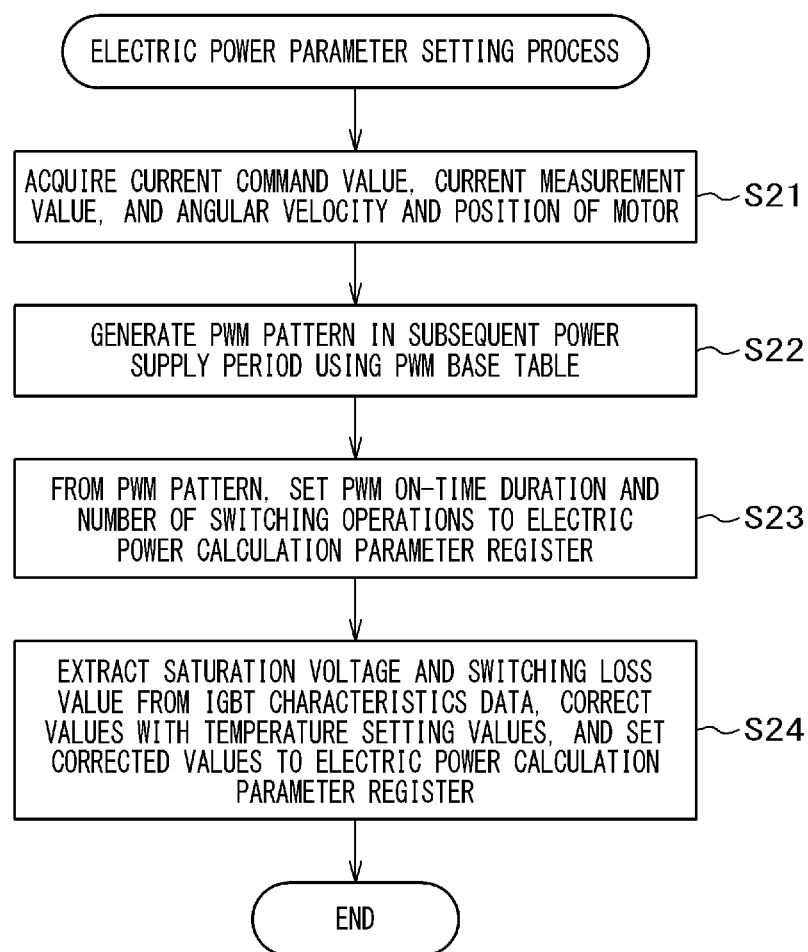 ELECTRIC POWER PARAMETER SETTING PROCESS
ACQUIRE CURRENT COMMAND VALUE, CURRENT MEASUREMENT
VALUE, AND ANGULAR VELOCITY AND POSITION OF MOTOR
S21
GENERATE PWM PATTERN IN SUBSEQUENT POWER
SUPPLY PERIOD USING PWM BASE TABLE
S22
FROM PWM PATTERN, SET PWM ON-TIME DURATION AND
NUMBER OF SWITCHING OPERATIONS TO ELECTRIC
POWER CALCULATION PARAMETER REGISTER
S23
EXTRACT SATURATION VOLTAGE AND SWITCHING LOSS
VALUE FROM IGBT CHARACTERISTICS DATA, CORRECT
VALUES WITH TEMPERATURE SETTING VALUES, AND SET
CORRECTED VALUES TO ELECTRIC POWER CALCULATION
PARAMETER REGISTER
S24
END